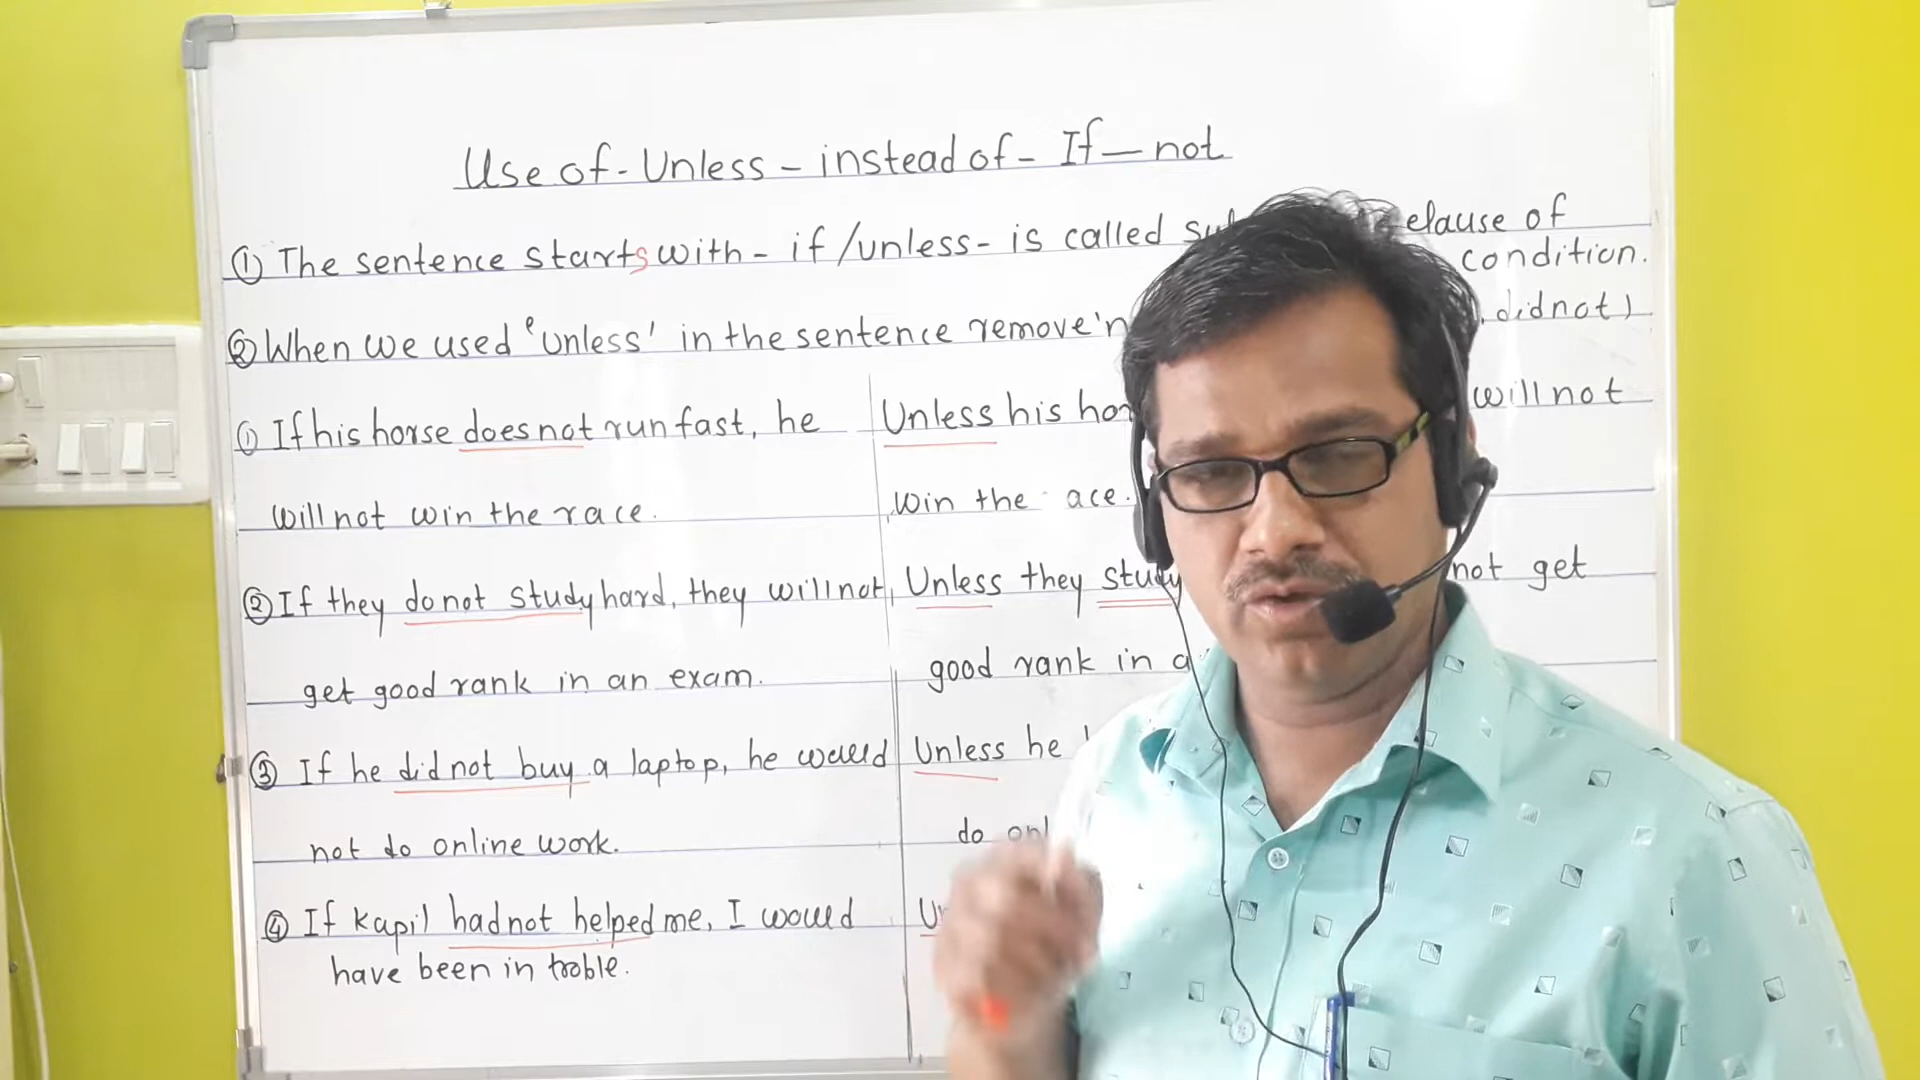 Use of - Unless - instead of - If — not
① The sentence starts with - if /unless - is called clause of
condition.
② When we used 'Unless' in the sentence remove didnot)
① If his horse does not run fast, he
will not win the race.
Unless his will not
win the ace.
② If they do not study hard, they will not
get good rank in an exam.
Unless they study not get
good rank in
③ If he did not buy a laptop, he would
not do online work.
Unless he
do
④ If Kapil had not helped me, I would
have been in troble.